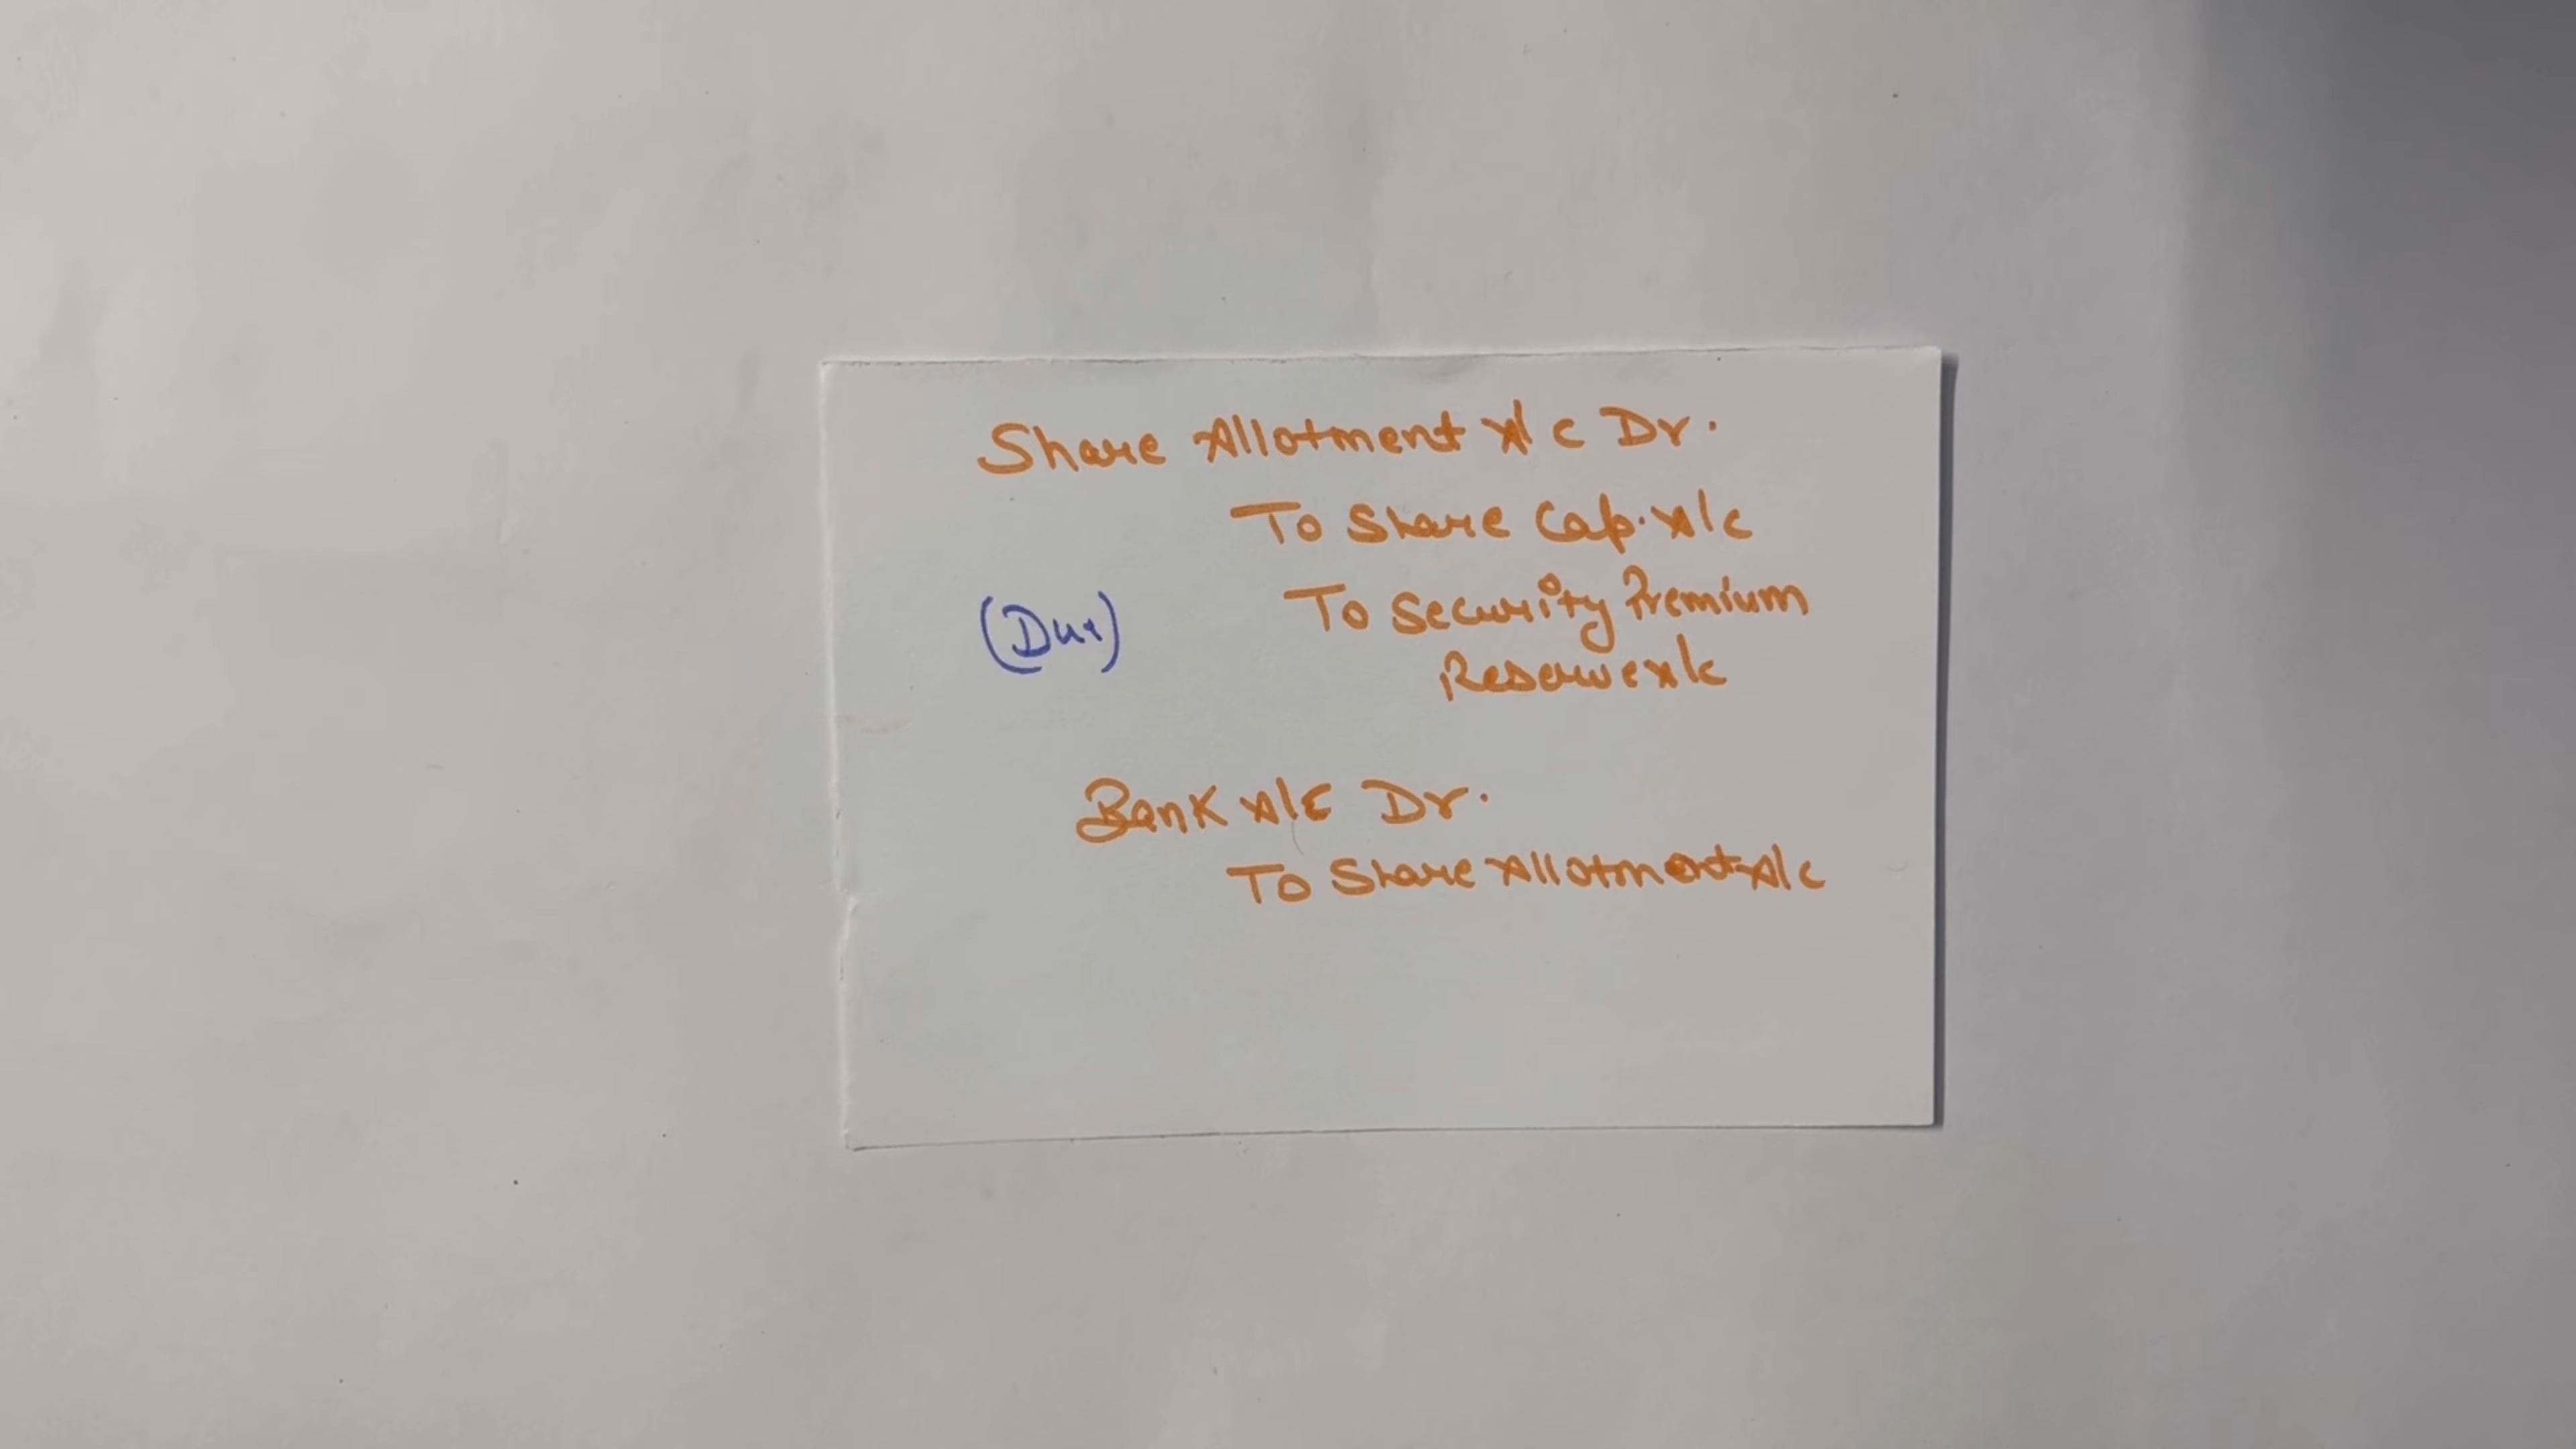 Share Allotment A/c Dr.
To Share Cap. A/c
(Due) To Security Premium
Reserve A/c
Bank A/c Dr.
To Share Allotment A/c